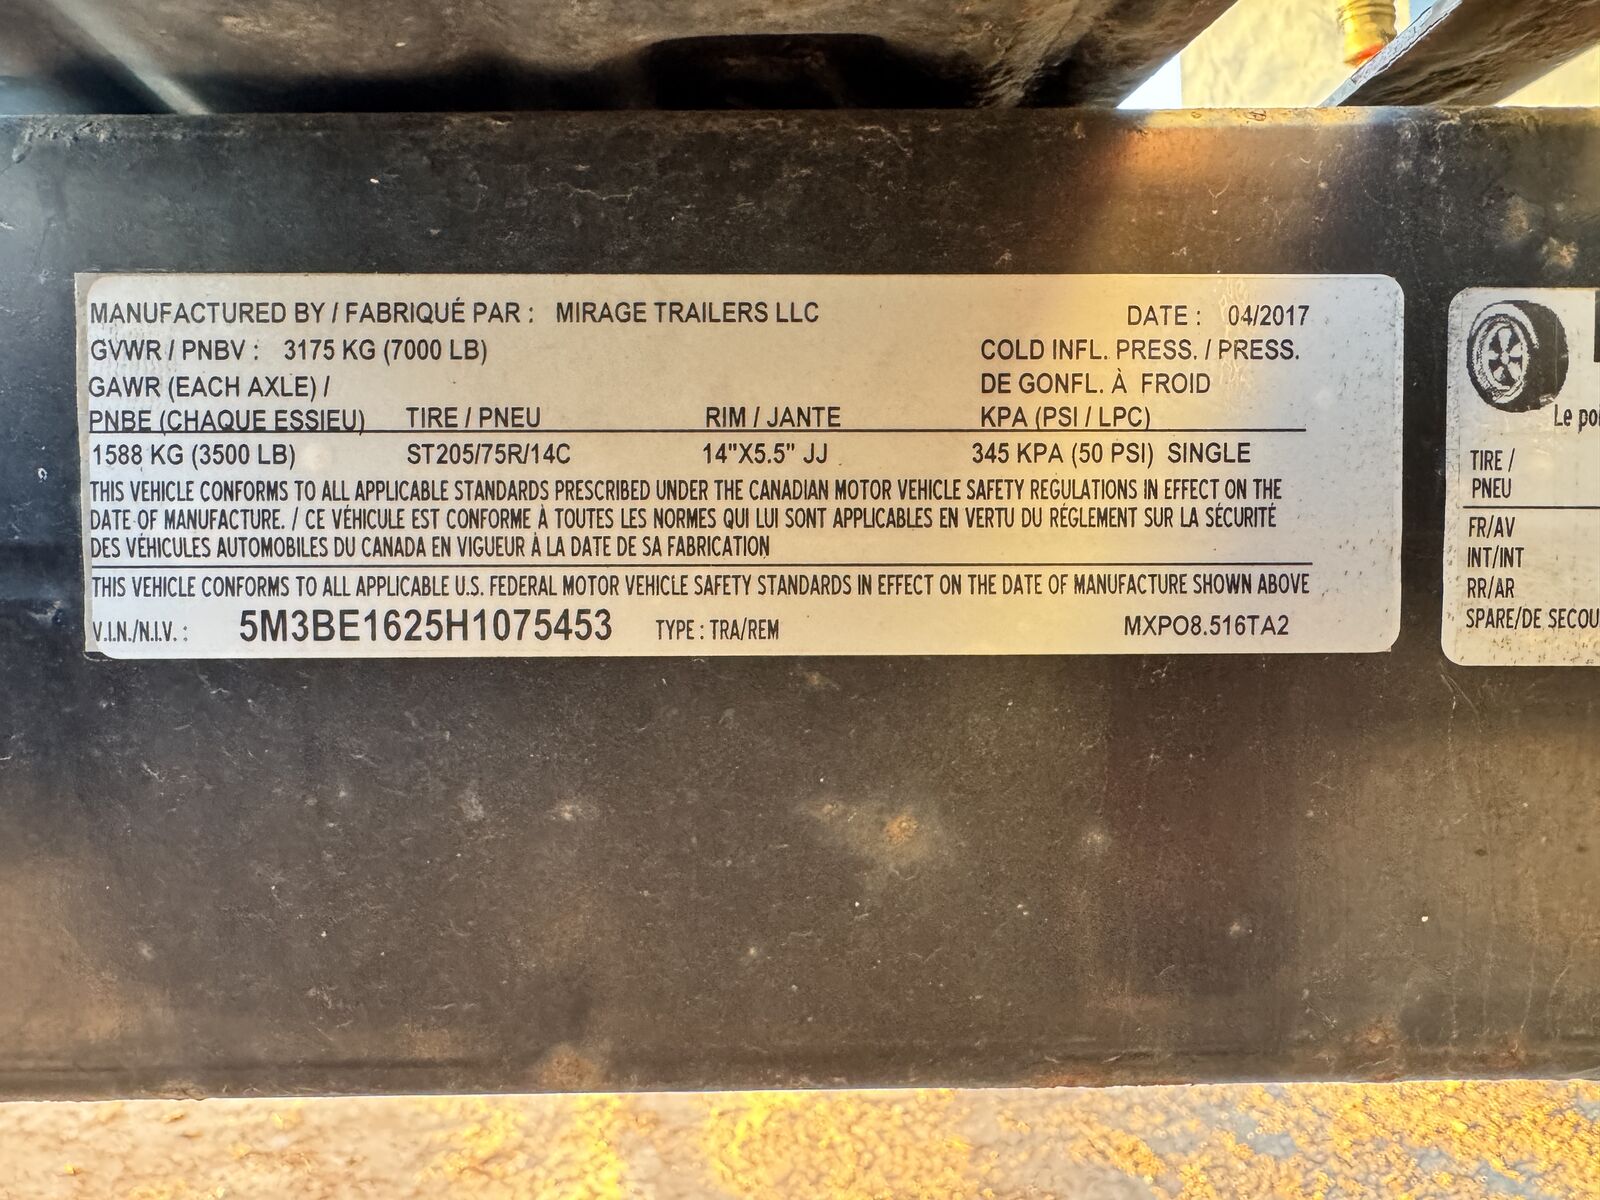 MANUFACTURED BY / FABRIQUÉ PAR : MIRAGE TRAILERS LLC DATE : 04/2017
GVWR / PNBV : 3175 KG (7000 LB) COLD INFL. PRESS. / PRESS.
GAWR (EACH AXLE) / DE GONFL. À FROID
PNBE (CHAQUE ESSIEU) TIRE / PNEU RIM / JANTE KPA (PSI / LPC)
1588 KG (3500 LB) ST205/75R/14C 14"X5.5" JJ 345 KPA (50 PSI) SINGLE
THIS VEHICLE CONFORMS TO ALL APPLICABLE STANDARDS PRESCRIBED UNDER THE CANADIAN MOTOR VEHICLE SAFETY REGULATIONS IN EFFECT ON THE
DATE OF MANUFACTURE. / CE VÉHICULE EST CONFORME À TOUTES LES NORMES QUI LUI SONT APPLICABLES EN VERTU DU RÈGLEMENT SUR LA SÉCURITÉ
DES VÉHICULES AUTOMOBILES DU CANADA EN VIGUEUR À LA DATE DE SA FABRICATION
THIS VEHICLE CONFORMS TO ALL APPLICABLE U.S. FEDERAL MOTOR VEHICLE SAFETY STANDARDS IN EFFECT ON THE DATE OF MANUFACTURE SHOWN ABOVE
V.I.N./N.I.V. : 5M3BE1625H1075453 TYPE : TRA/REM MXPO8.516TA2
Le
TIRE /
PNEU
FR/AV
INT/INT
RR/AR
SPARE/DE